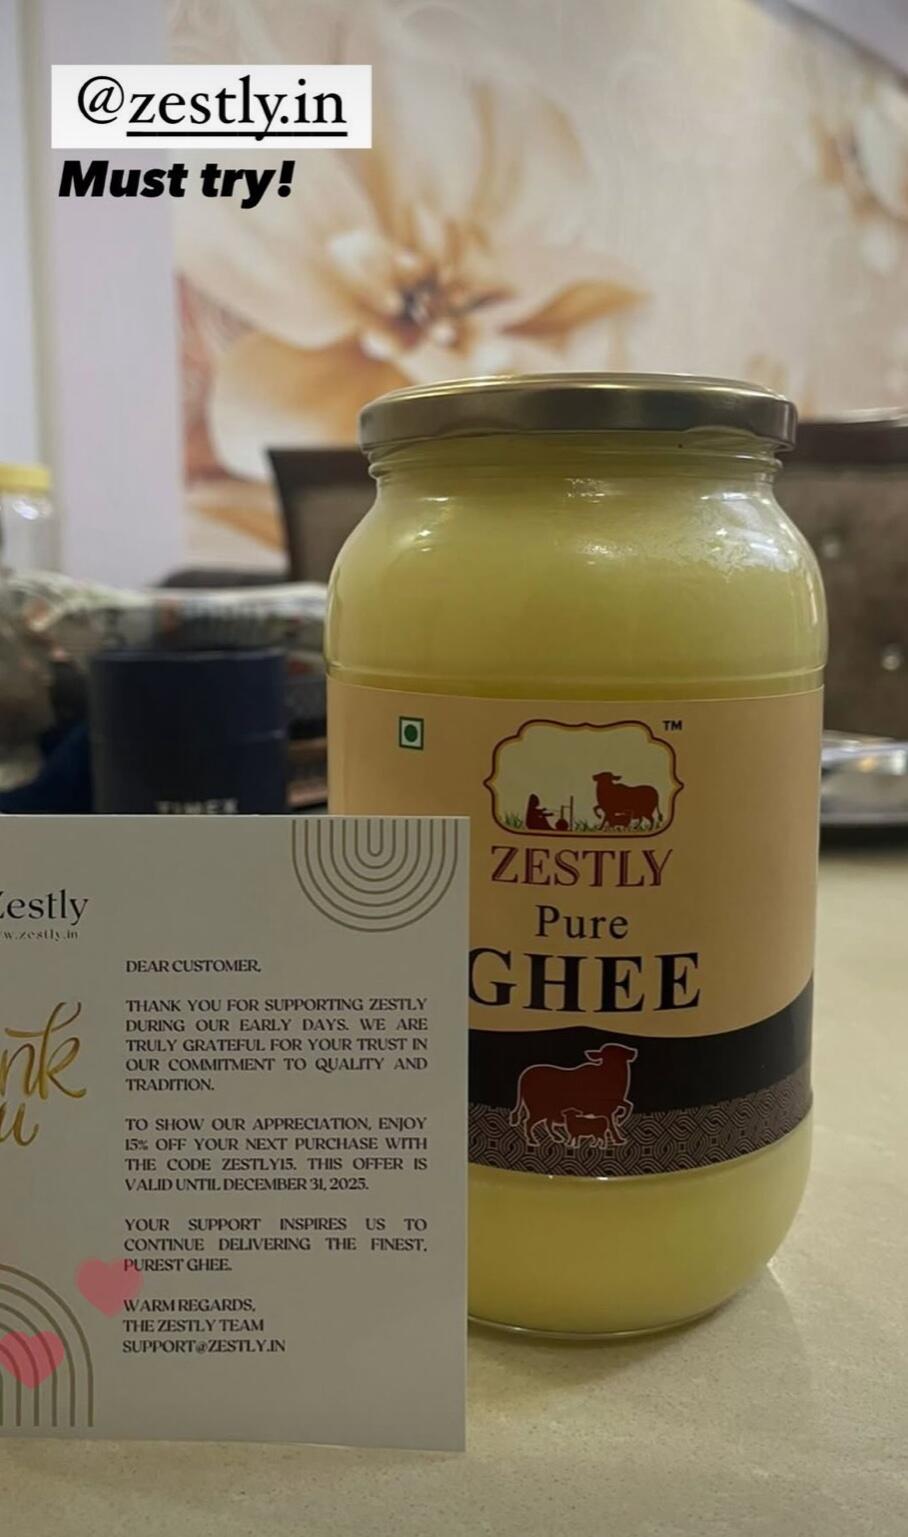 @zestly.in
Must try!
TM
ZESTLY
Pure
GHEE
TIMEX
Zestly
www.zestly.in
DEAR CUSTOMER,
THANK YOU FOR SUPPORTING ZESTLY
DURING OUR EARLY DAYS. WE ARE
TRULY GRATEFUL FOR YOUR TRUST IN
OUR COMMITMENT TO QUALITY AND
TRADITION.
TO SHOW OUR APPRECIATION, ENJOY
15% OFF YOUR NEXT PURCHASE WITH
THE CODE ZESTLY15. THIS OFFER IS
VALID UNTIL DECEMBER 31, 2025.
YOUR SUPPORT INSPIRES US TO
CONTINUE DELIVERING THE FINEST,
PUREST GHEE.
WARM REGARDS,
THE ZESTLY TEAM
SUPPORT@ZESTLY.IN